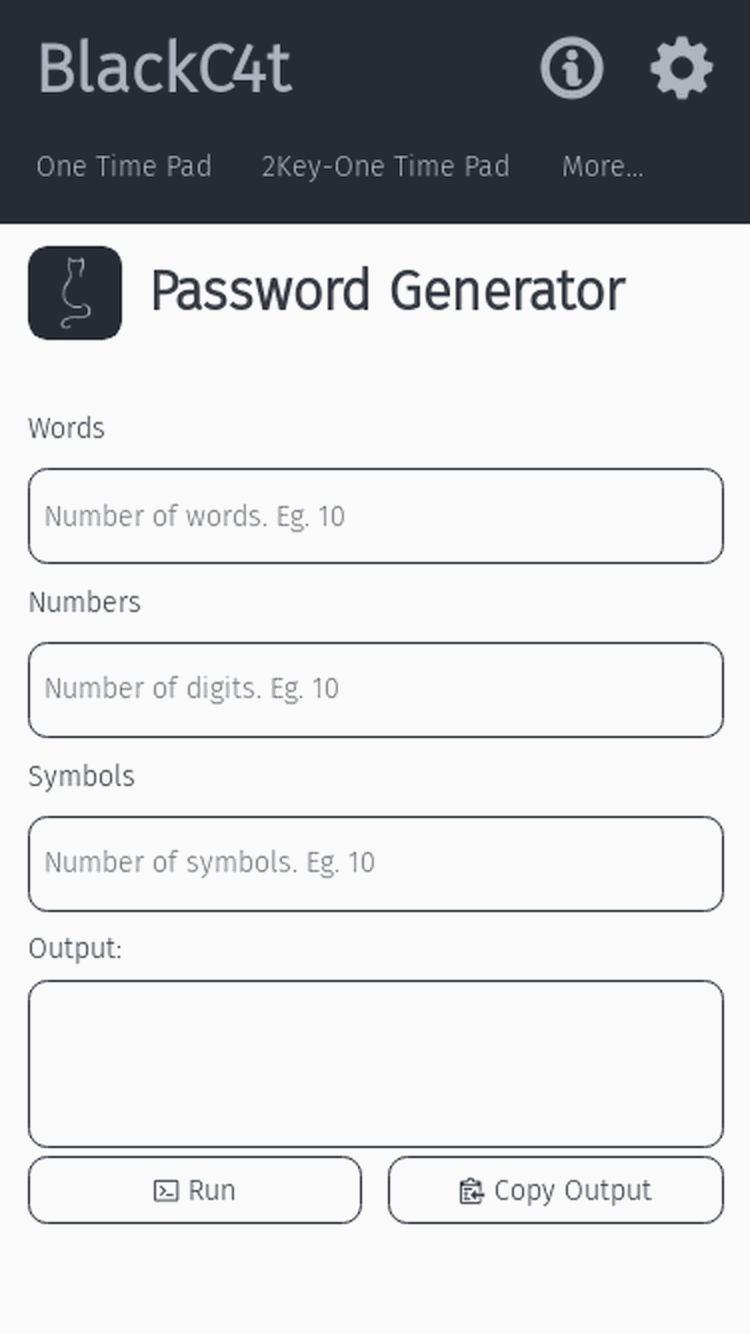 BlackC4t
One Time Pad 2Key-One Time Pad More...
Password Generator
Words
Number of words. Eg. 10
Numbers
Number of digits. Eg. 10
Symbols
Number of symbols. Eg. 10
Output:
Run Copy Output